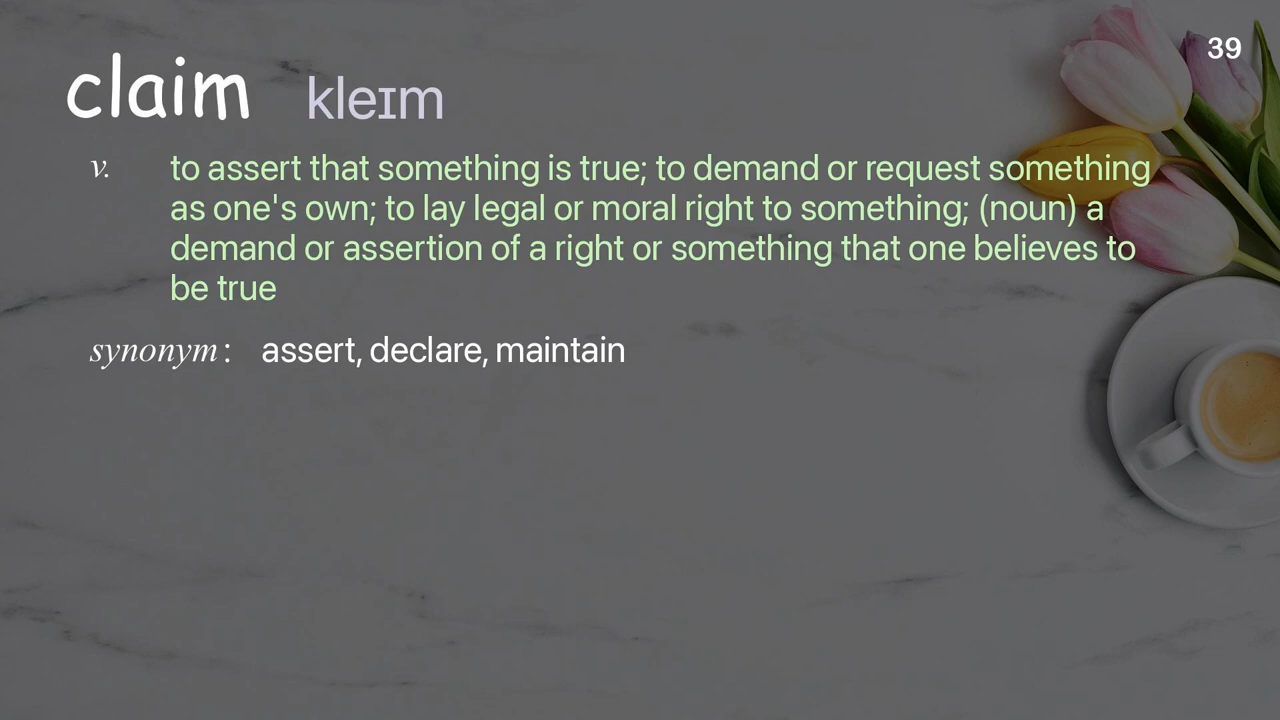 39
claim kleɪm
v. to assert that something is true; to demand or request something
as one's own; to lay legal or moral right to something; (noun) a
demand or assertion of a right or something that one believes to
be true
synonym: assert, declare, maintain